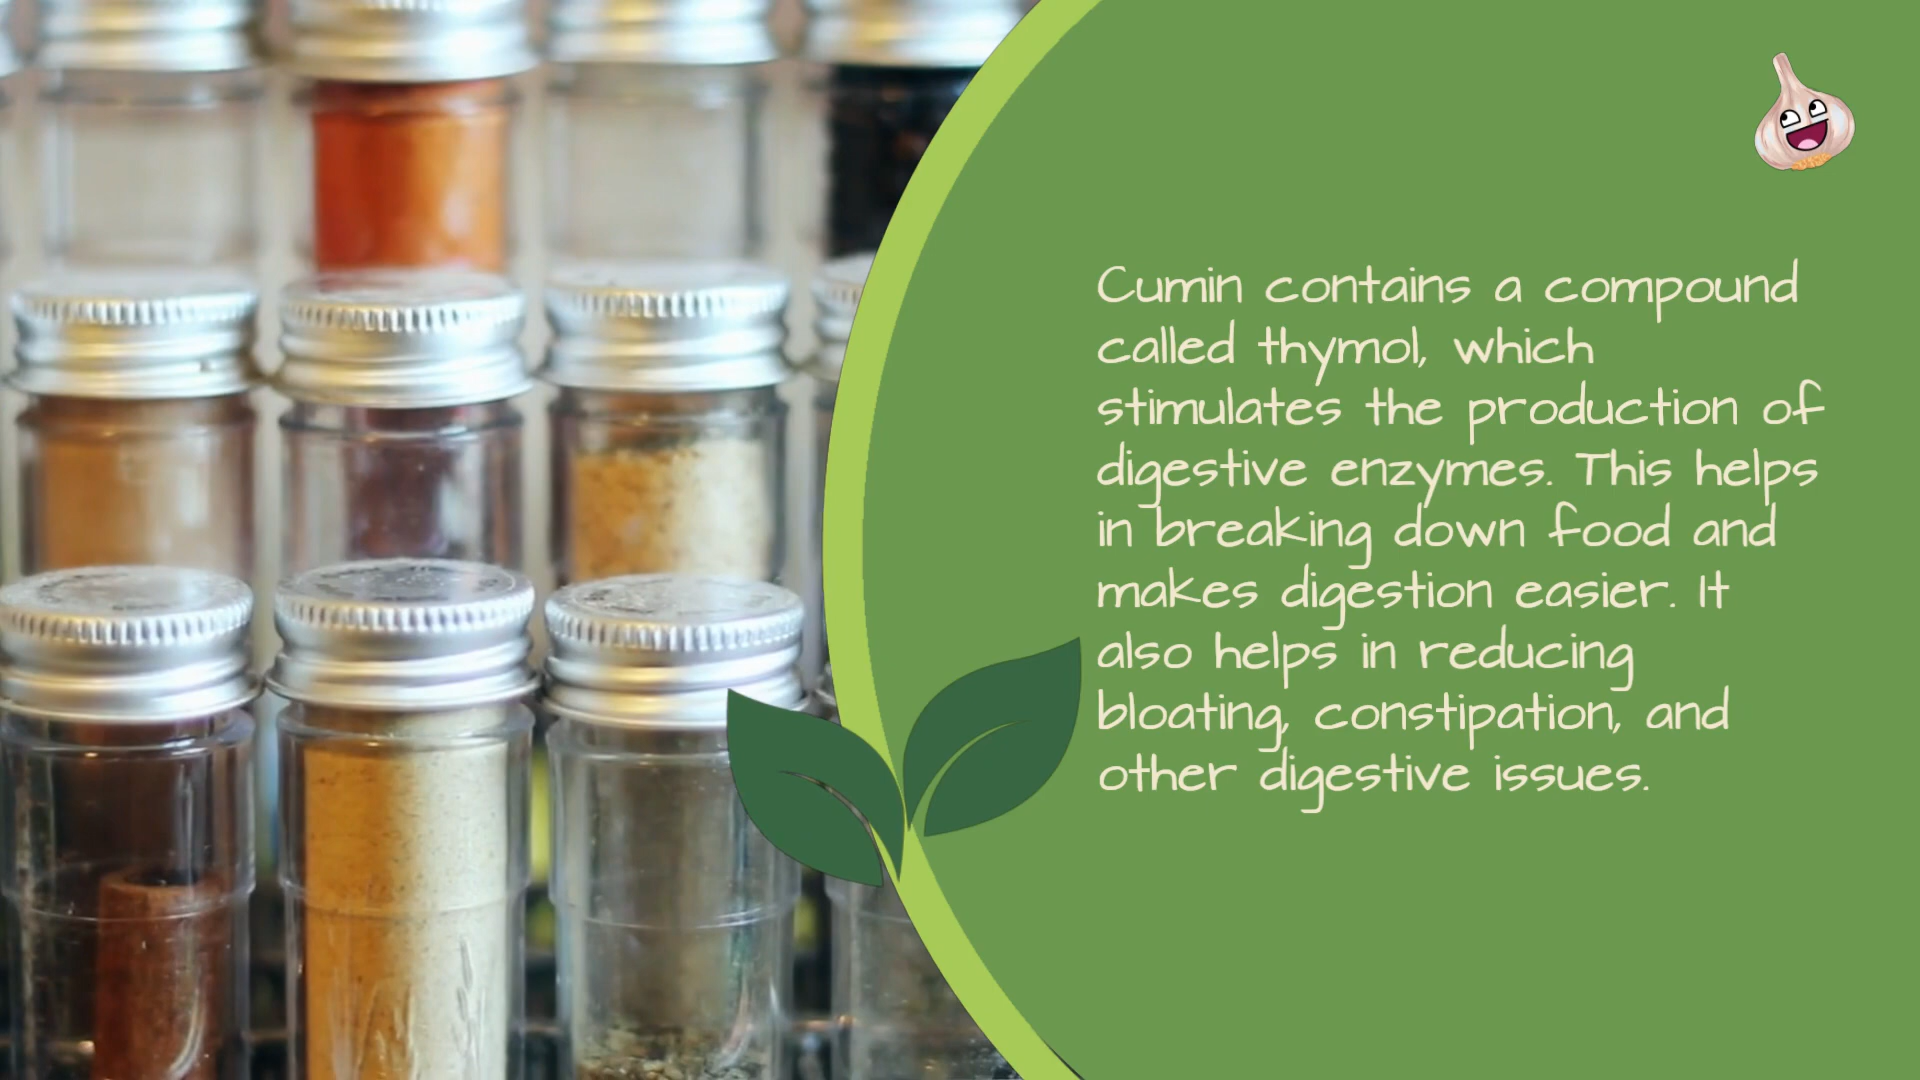 Cumin contains a compound
called thymol, which
stimulates the production of
digestive enzymes. This helps
in breaking down food and
makes digestion easier. It
also helps in reducing
bloating, constipation, and
other digestive issues.